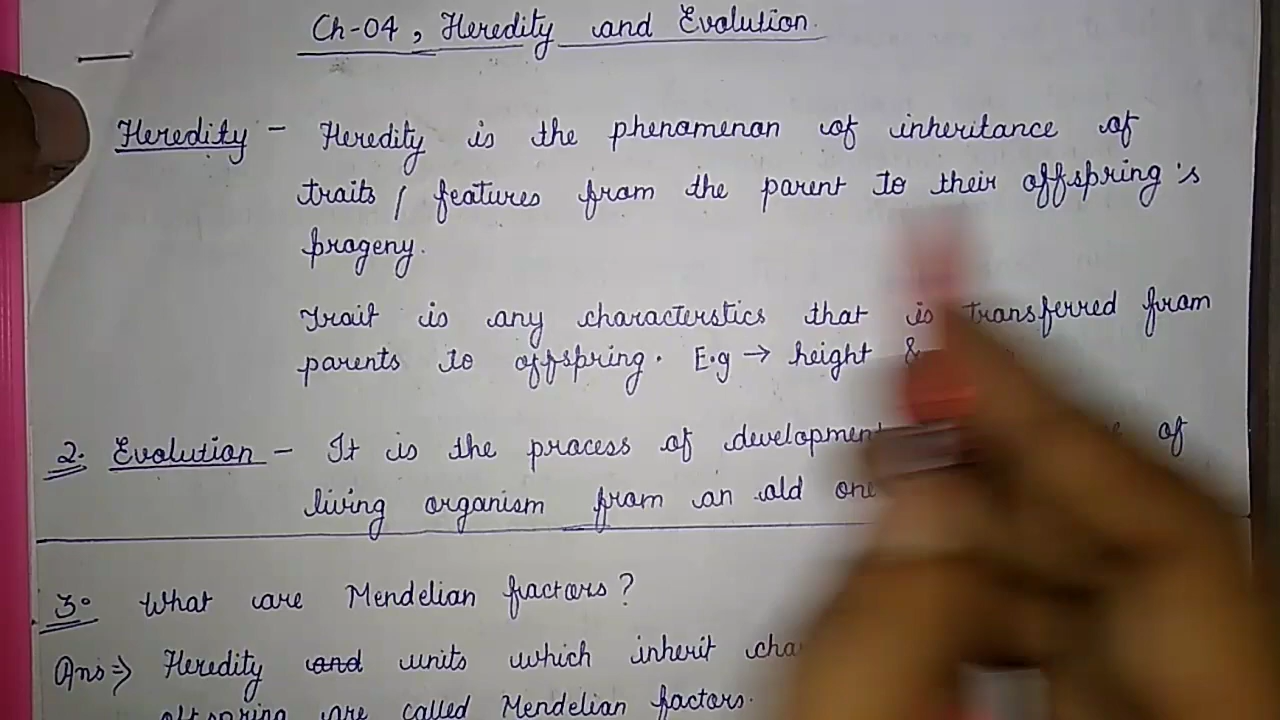 Ch-04, Heredity and Evolution.
Heredity - Heredity is the phenomenon of inheritance of
traits / features from the parent to their offspring's
progeny.
Trait is any characterstics that is transferred from
parents to offspring. E.g → height &
2. Evolution - It is the process of development of
living organism from an old one
3. What are Mendelian factors?
Ans ⇒ Heredity and units which inherit
offspring are called Mendelian factors.